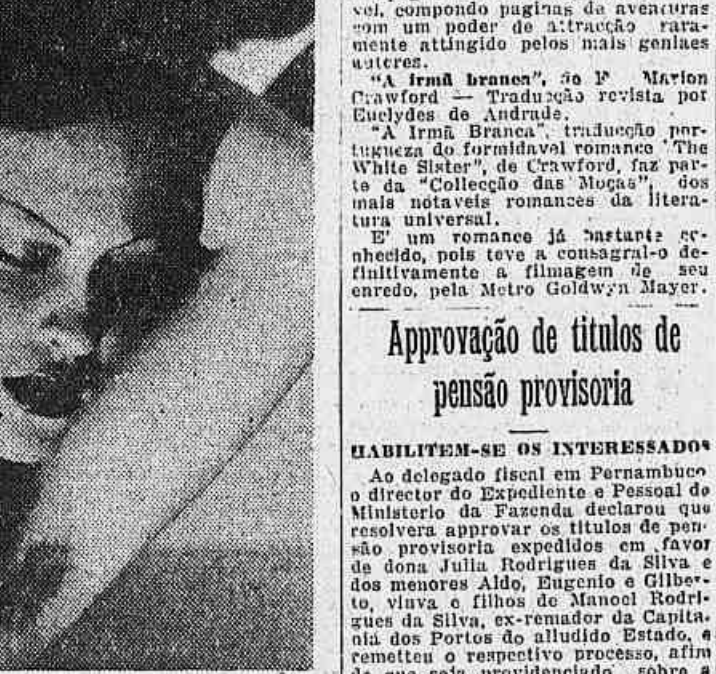 vel, compondo paginas de aventuras
com um poder de attracção rara-
mente attingido pelos mais geniaes
autores.
"A irmã branca", de F. Marion
Crawford — Traducção revista por
Euclydes de Andrade.
"A Irmã Branca", traducção por-
tugueza do formidavel romance "The
White Sister", de Crawford, faz par-
te da "Collecção das Moças", dos
mais notaveis romances da litera-
tura universal.
E' um romance já bastante co-
nhecido, pois teve a consagral-o de-
finitivamente a filmagem de seu
enredo, pela Metro Goldwyn Mayer.
Approvação de titulos de
pensão provisoria
HABILITEM-SE OS INTERESSADOS
Ao delegado fiscal em Pernambuco
o director do Expediente e Pessoal do
Ministerio da Fazenda declarou que
resolvera approvar os titulos de pen-
são provisoria expedidos em favor
de dona Julia Rodrigues da Silva e
dos menores Aldo, Eugenio e Gilber-
to, viuva e filhos de Manoel Rodri-
gues da Silva, ex-remador da Capita-
nia dos Portos do alludido Estado, e
remetteu o respectivo processo, afim
de que seja providenciado sobre a